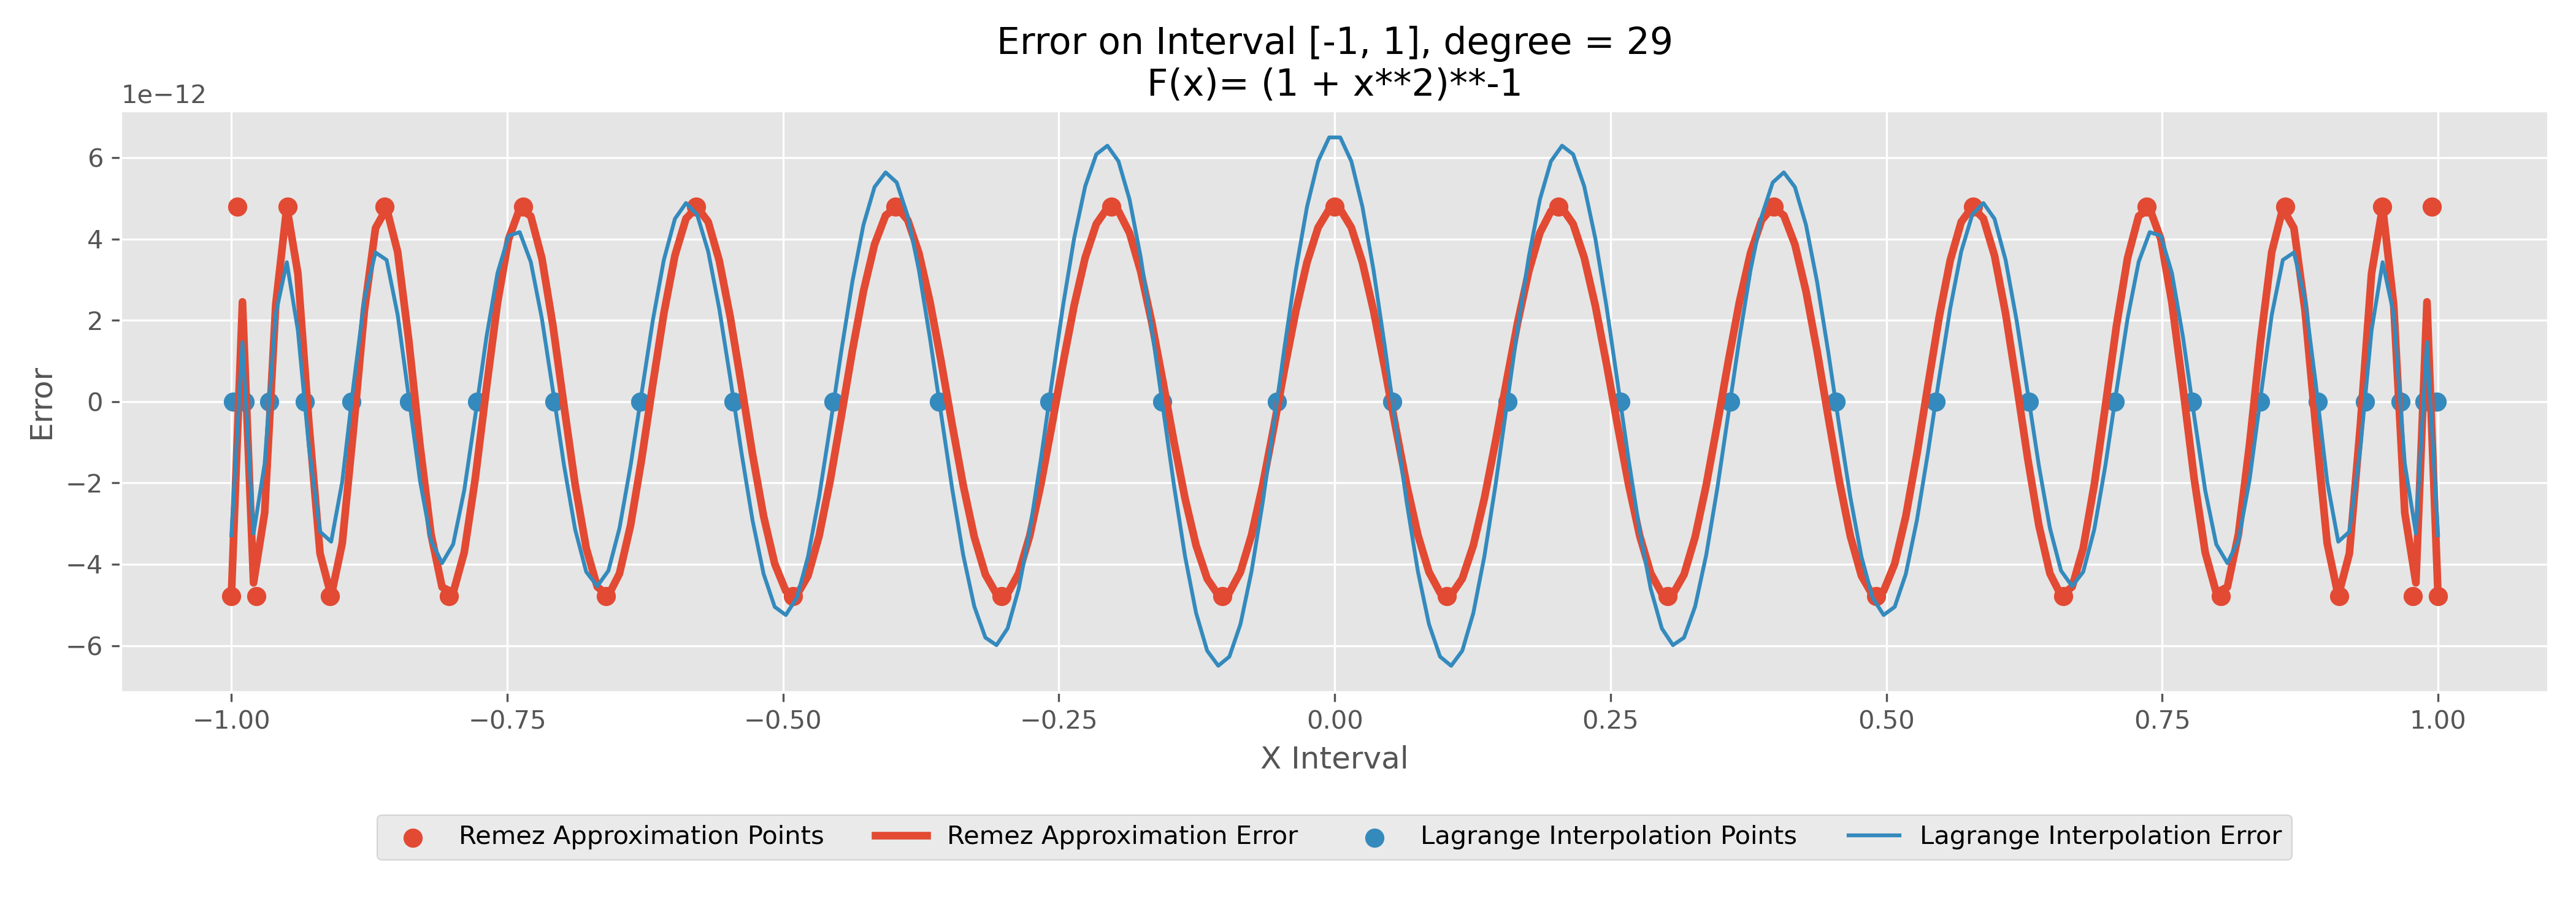 Error on Interval [-1, 1], degree = 29
F(x)= (1 + x**2)**-1
1e−12
6
4
2
0
−2
−4
−6
Error
−1.00 −0.75 −0.50 −0.25 0.00 0.25 0.50 0.75 1.00
X Interval
Remez Approximation Points Remez Approximation Error Lagrange Interpolation Points Lagrange Interpolation Error